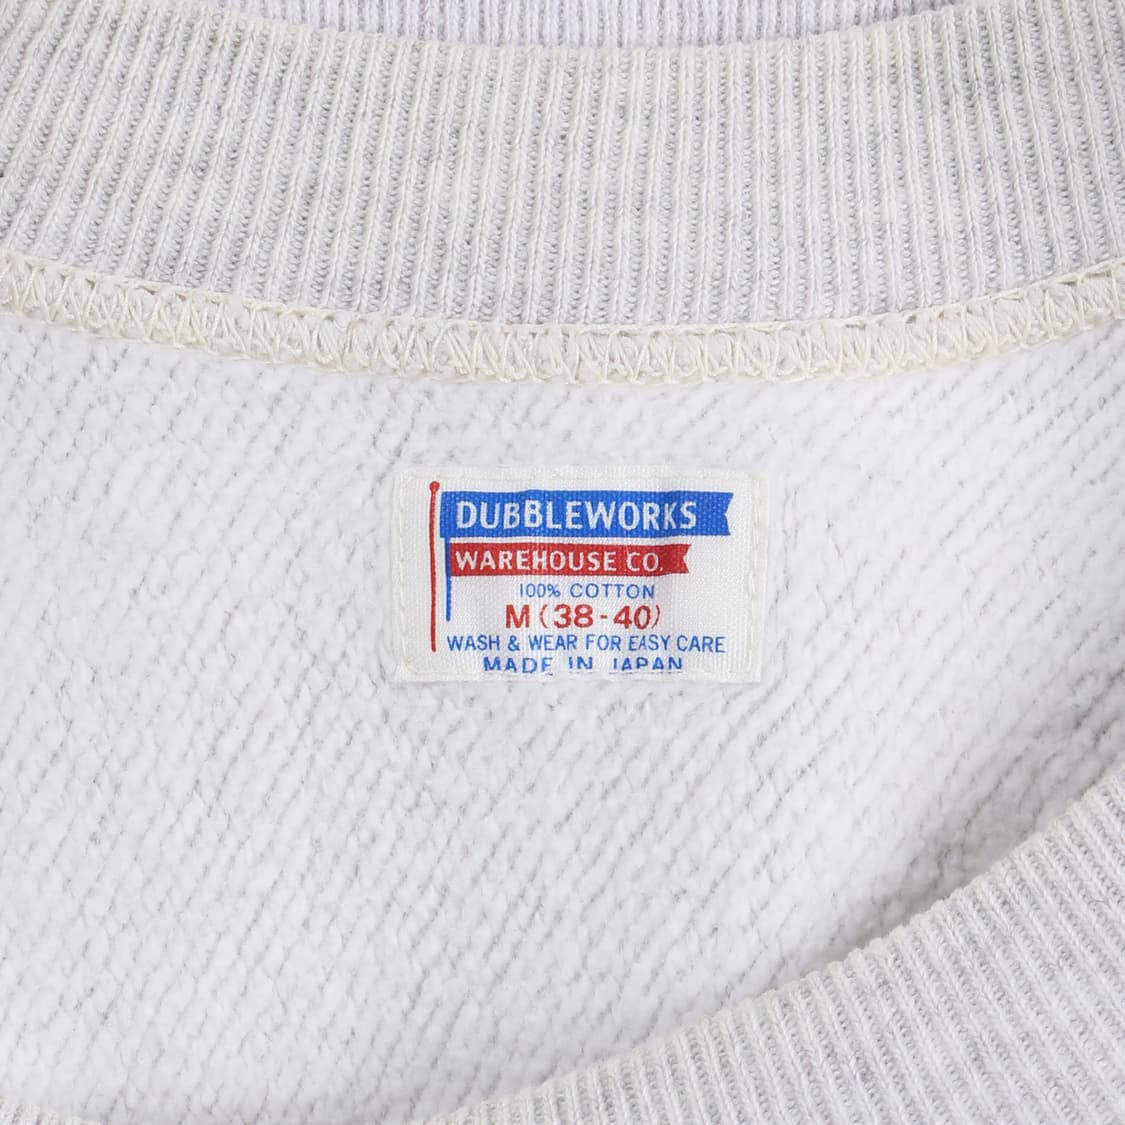 DUBBLEWORKS
WAREHOUSE CO.
100% COTTON
M (38-40)
WASH & WEAR FOR EASY CARE
MADE IN JAPAN